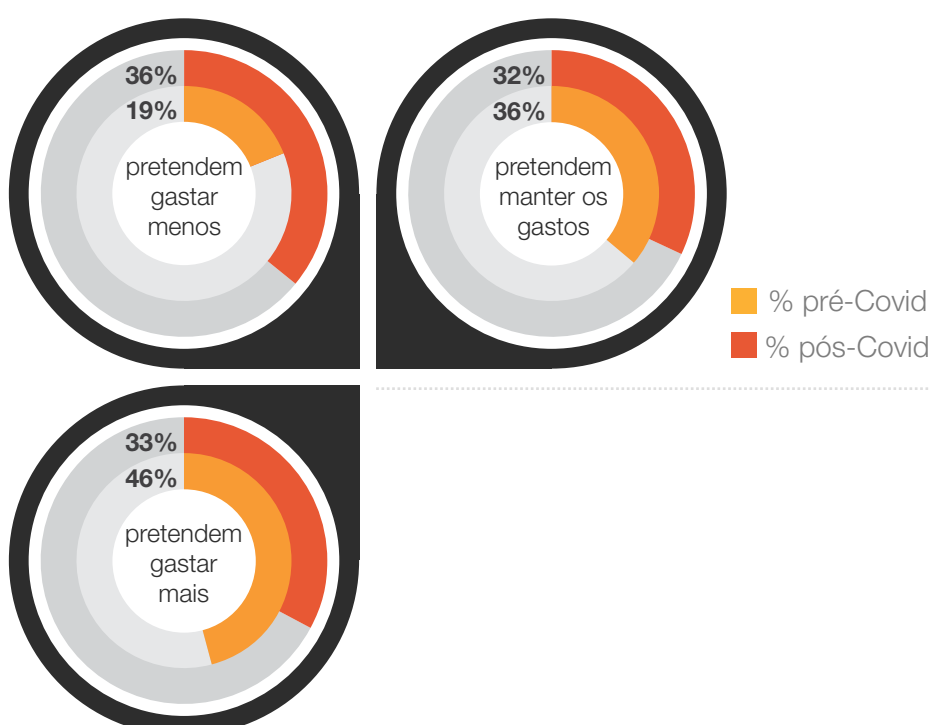 36%
19%
pretendem
gastar
menos
32%
36%
pretendem
manter os
gastos
% pré-Covid
% pós-Covid
33%
46%
pretendem
gastar
mais